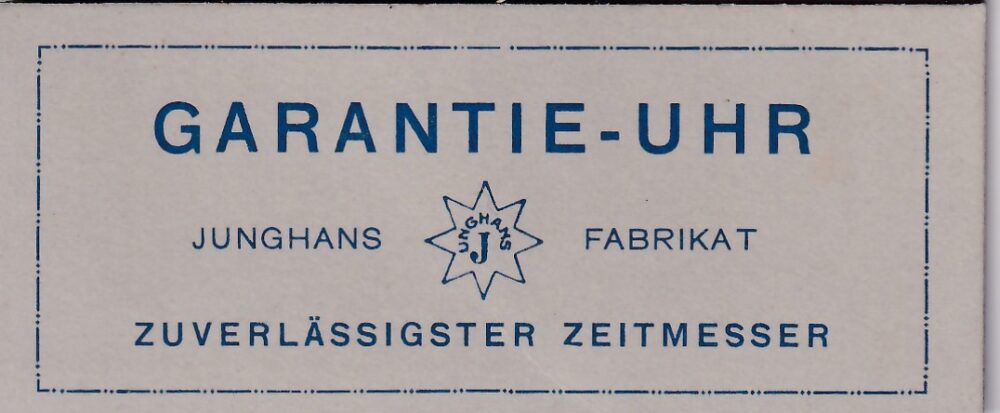 GARANTIE-UHR
JUNGHANS
JUNGHANS
J
FABRIKAT
ZUVERLÄSSIGSTER ZEITMESSER